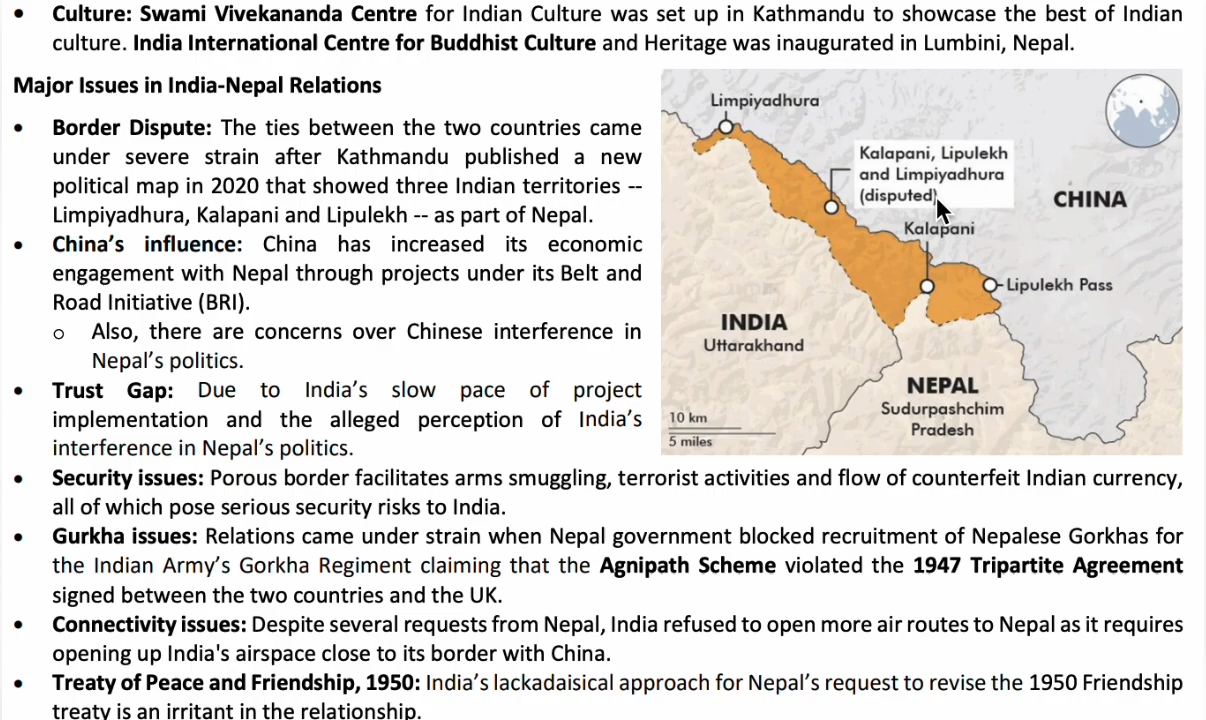 • Culture: Swami Vivekananda Centre for Indian Culture was set up in Kathmandu to showcase the best of Indian
culture. India International Centre for Buddhist Culture and Heritage was inaugurated in Lumbini, Nepal.
Major Issues in India-Nepal Relations
• Border Dispute: The ties between the two countries came
under severe strain after Kathmandu published a new
political map in 2020 that showed three Indian territories --
Limpiyadhura, Kalapani and Lipulekh -- as part of Nepal.
• China's influence: China has increased its economic
engagement with Nepal through projects under its Belt and
Road Initiative (BRI).
o Also, there are concerns over Chinese interference in
Nepal's politics.
• Trust Gap: Due to India's slow pace of project
implementation and the alleged perception of India's
interference in Nepal's politics.
Limpiyadhura
Kalapani, Lipulekh
and Limpiyadhura
(disputed)
CHINA
Kalapani
Lipulekh Pass
INDIA
Uttarakhand
NEPAL
Sudurpashchim
Pradesh
10 km
5 miles
• Security issues: Porous border facilitates arms smuggling, terrorist activities and flow of counterfeit Indian currency,
all of which pose serious security risks to India.
• Gurkha issues: Relations came under strain when Nepal government blocked recruitment of Nepalese Gorkhas for
the Indian Army's Gorkha Regiment claiming that the Agnipath Scheme violated the 1947 Tripartite Agreement
signed between the two countries and the UK.
• Connectivity issues: Despite several requests from Nepal, India refused to open more air routes to Nepal as it requires
opening up India's airspace close to its border with China.
• Treaty of Peace and Friendship, 1950: India's lackadaisical approach for Nepal's request to revise the 1950 Friendship
treaty is an irritant in the relationship.